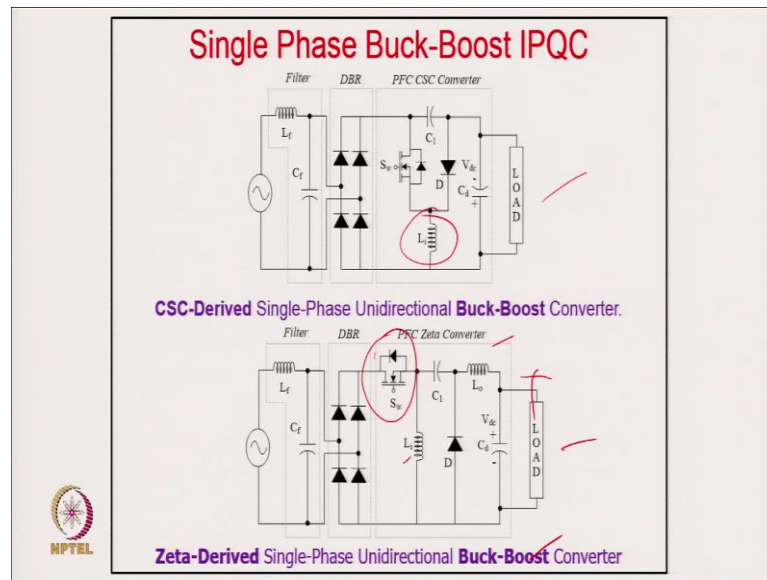 Single Phase Buck-Boost IPQC
Filter DBR PFC CSC Converter
Lf
Cf
C1
Sw
D
Vdc
-
Cd
+
Li
LOAD
CSC-Derived Single-Phase Unidirectional Buck-Boost Converter.
Filter DBR PFC Zeta Converter
Lf
Cf
Sw
C1
Lo
Li
D
Vdc
+
Cd
-
LOAD
NPTEL
Zeta-Derived Single-Phase Unidirectional Buck-Boost Converter